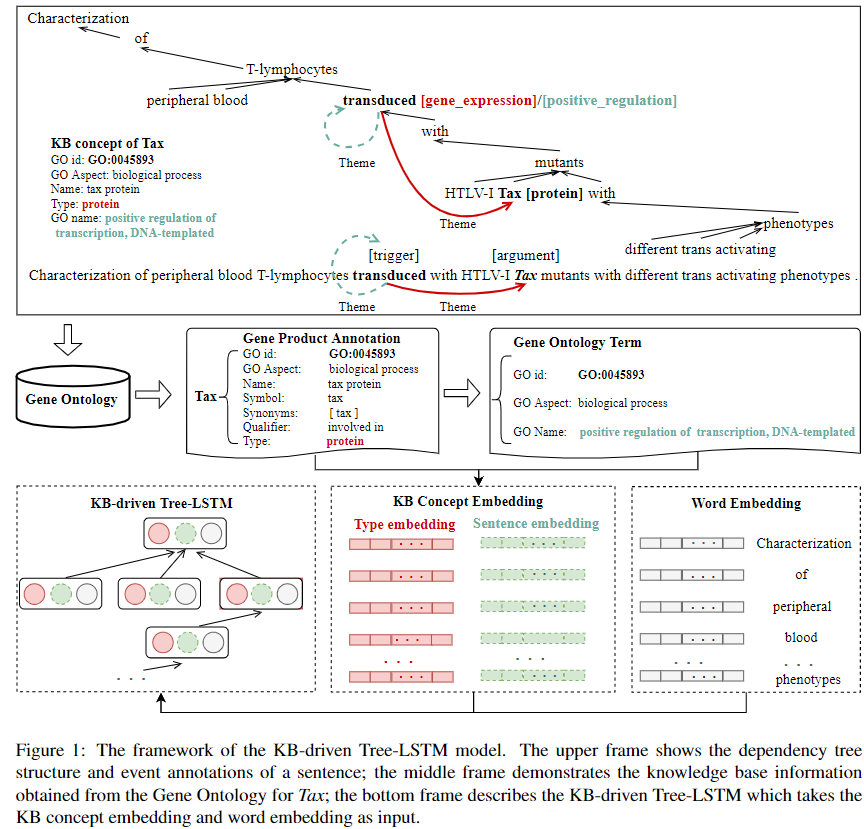 Characterization
of
T-lymphocytes
peripheral blood
transduced [gene_expression]/[positive_regulation]
with
Theme
mutants
HTLV-I Tax [protein] with
Theme
phenotypes
different trans activating
KB concept of Tax
GO id: GO:0045893
GO Aspect: biological process
Name: tax protein
Type: protein
GO name: positive regulation of
transcription, DNA-templated
[trigger] [argument]
Characterization of peripheral blood T-lymphocytes transduced with HTLV-I Tax mutants with different trans activating phenotypes .
Theme Theme
Gene Ontology
Gene Product Annotation
Tax
GO id: GO:0045893
GO Aspect: biological process
Name: tax protein
Symbol: tax
Synonyms: [ tax ]
Qualifier: involved in
Type: protein
Gene Ontology Term
GO id: GO:0045893
GO Aspect: biological process
GO Name: positive regulation of transcription, DNA-templated
KB-driven Tree-LSTM
. . .
KB Concept Embedding
Type embedding Sentence embedding
. . . . . . .
. . . . . . .
. . . . . . .
. . . . . . .
. . . . . .
. . . . . . .
Word Embedding
. . . Characterization
. . . of
. . . peripheral
. . . blood
. . . . . .
. . . phenotypes
Figure 1: The framework of the KB-driven Tree-LSTM model. The upper frame shows the dependency tree
structure and event annotations of a sentence; the middle frame demonstrates the knowledge base information
obtained from the Gene Ontology for Tax; the bottom frame describes the KB-driven Tree-LSTM which takes the
KB concept embedding and word embedding as input.